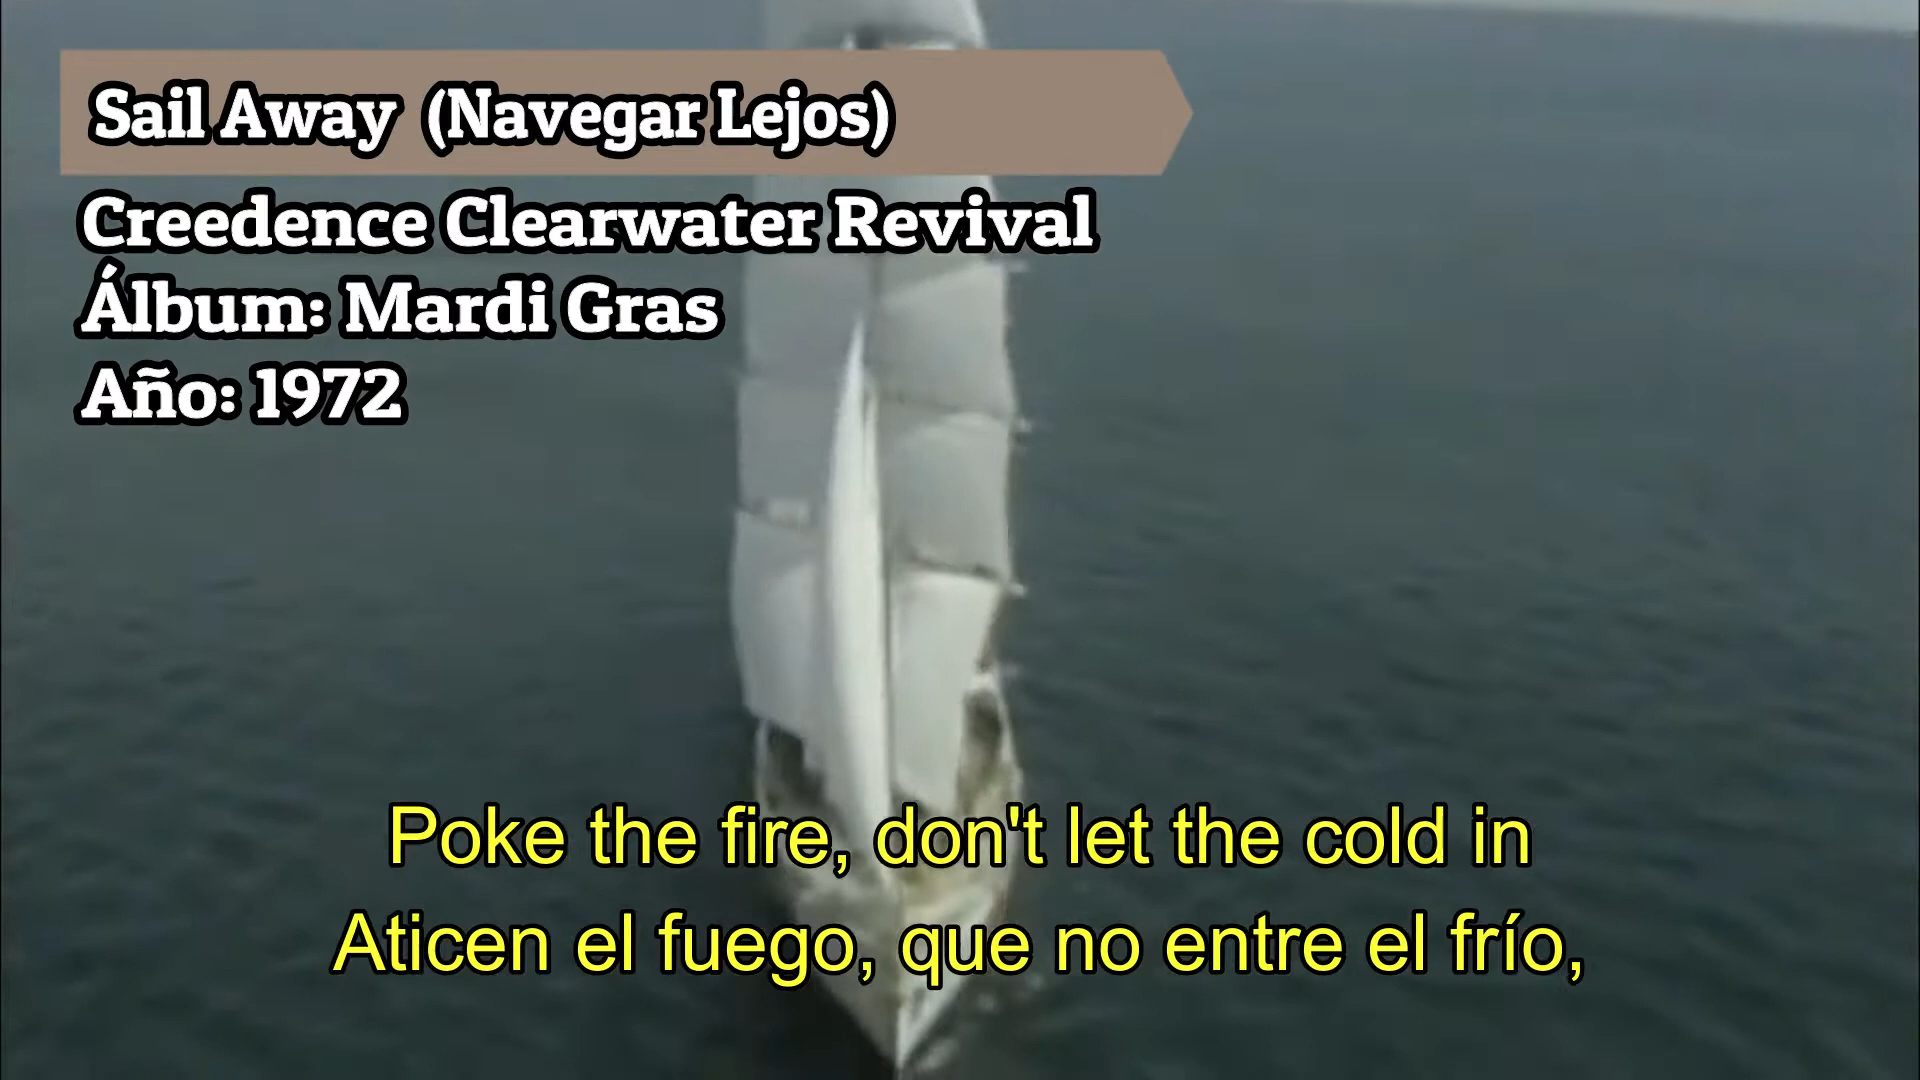 Sail Away (Navegar Lejos)
Creedence Clearwater Revival
Álbum: Mardi Gras
Año: 1972
Poke the fire, don't let the cold in
Aticen el fuego, que no entre el frío,